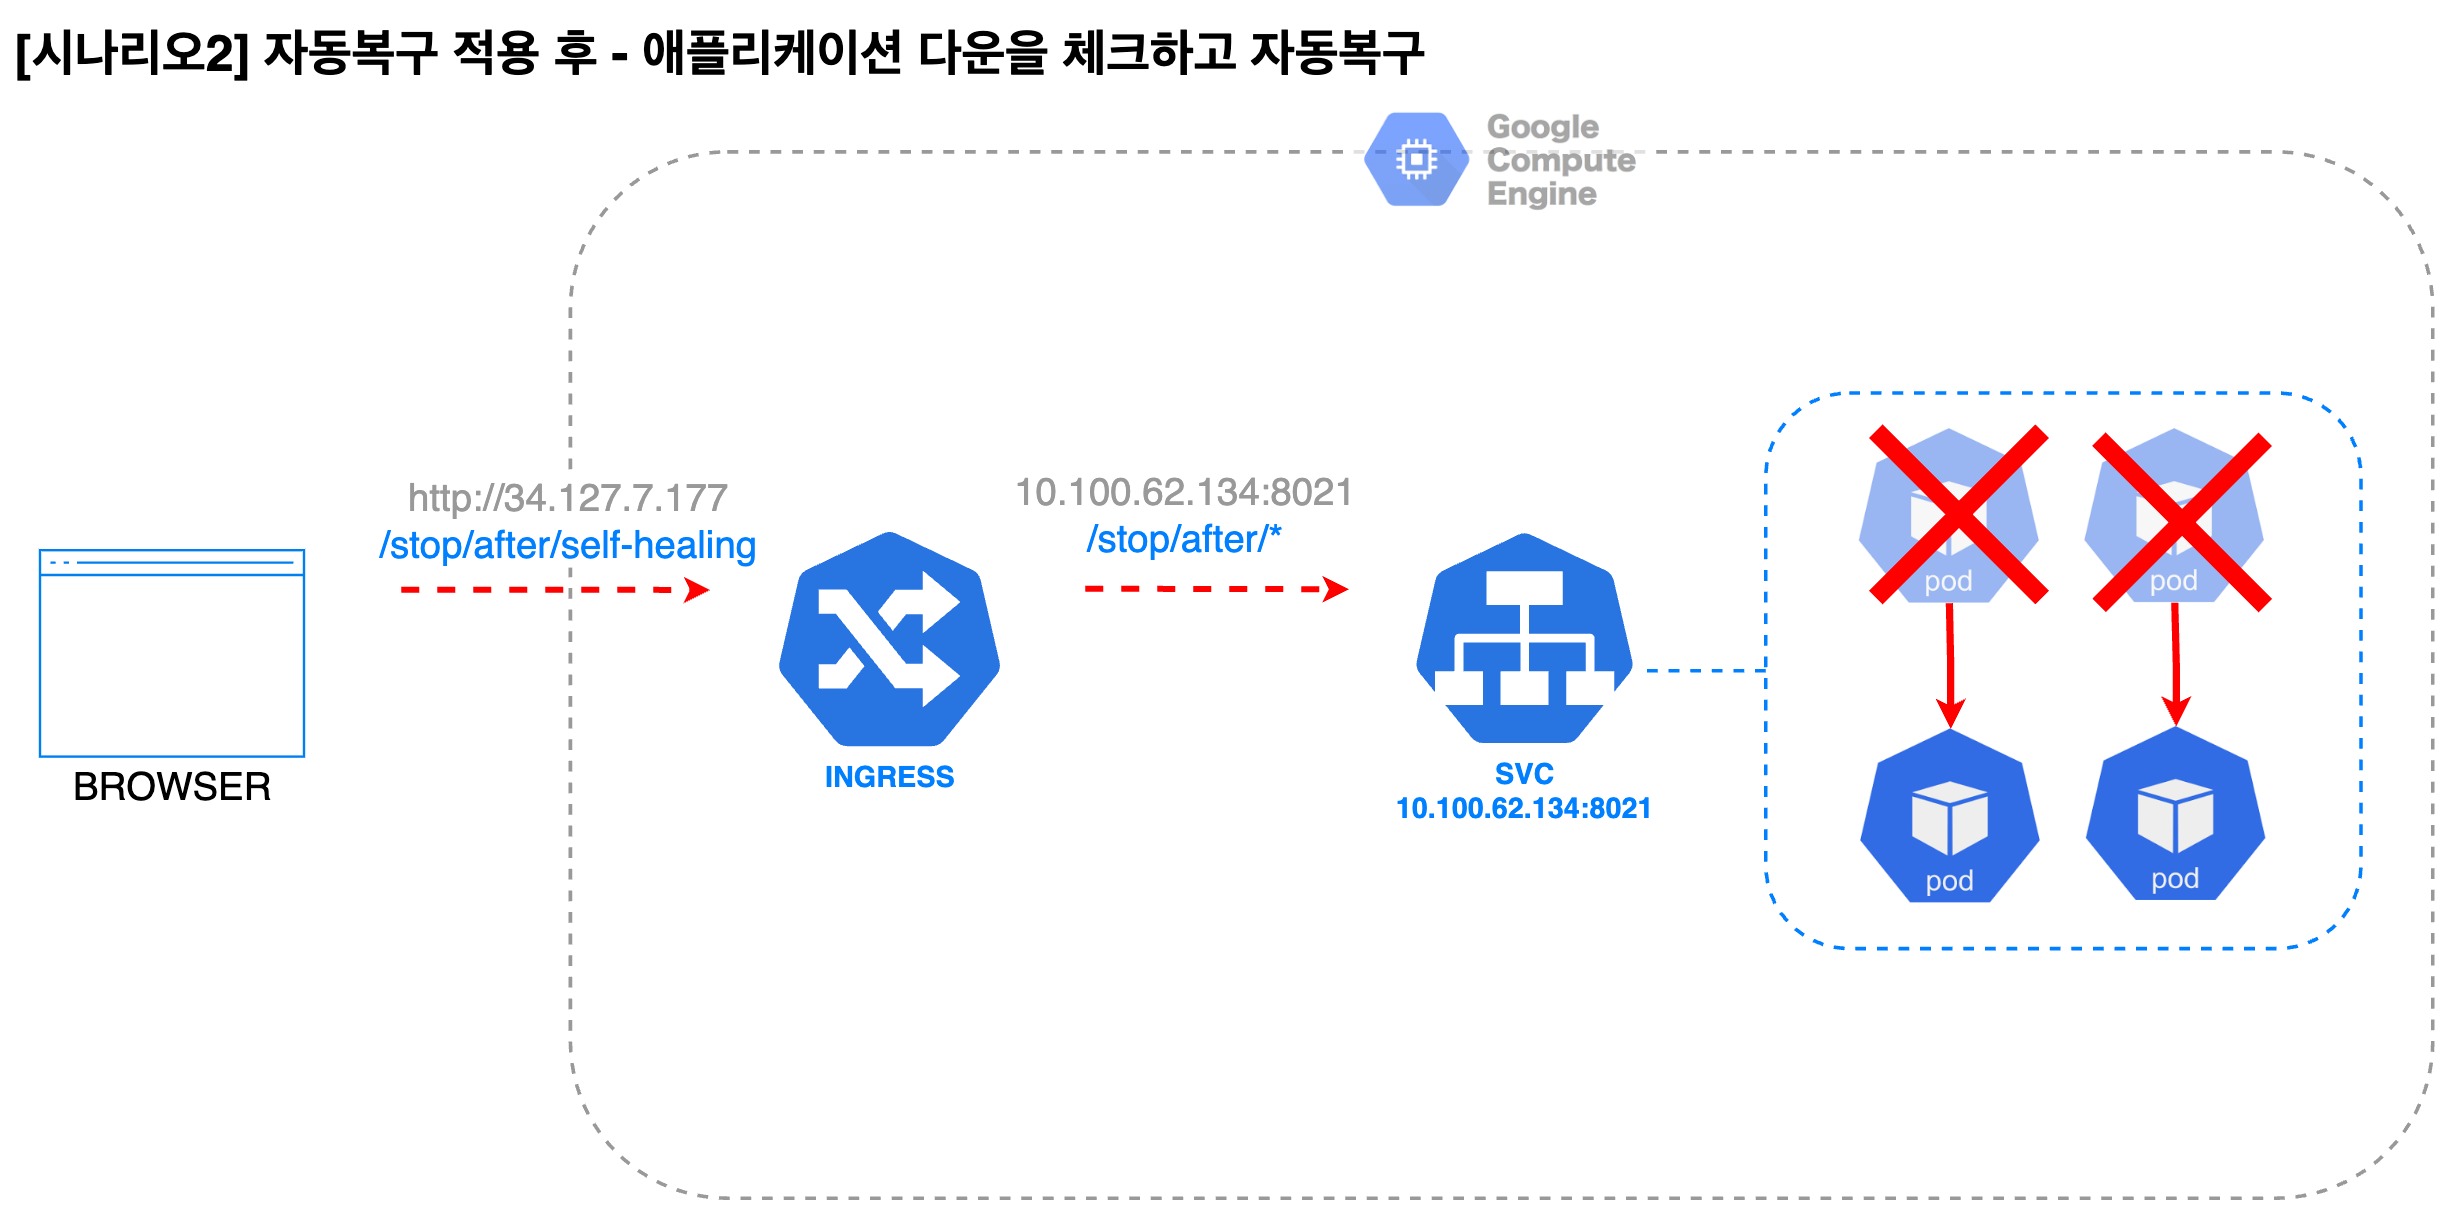 [시나리오2] 자동복구 적용 후 - 애플리케이션 다운을 체크하고 자동복구
Google
Compute
Engine
http://34.127.7.177
/stop/after/self-healing
10.100.62.134:8021
/stop/after/*
BROWSER
INGRESS
SVC
10.100.62.134:8021
pod
pod
pod
pod